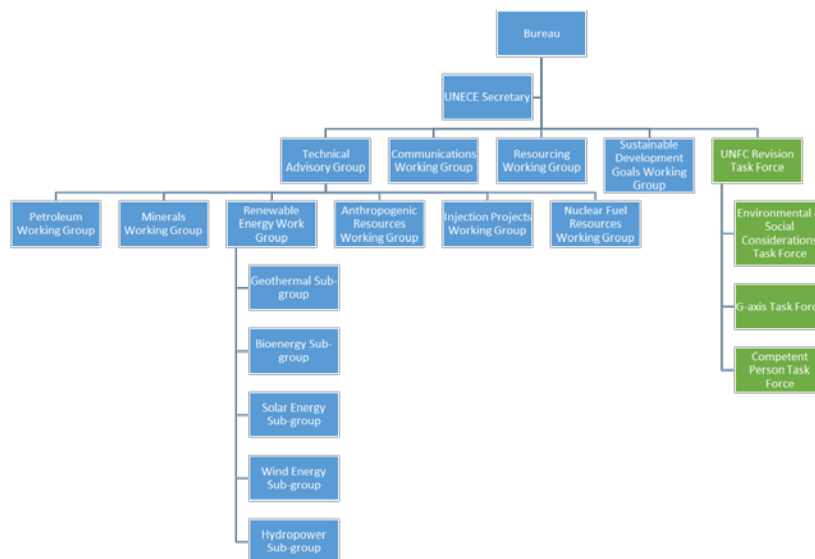 Bureau
UNECE Secretary
Technical
Advisory Group
Communications
Working Group
Resourcing
Working Group
Sustainable
Development
Goals Working
Group
UNFC Revision
Task Force
Petroleum
Working Group
Minerals
Working Group
Renewable
Energy Work
Group
Anthropogenic
Resources
Working Group
Injection Projects
Working Group
Nuclear Fuel
Resources
Working Group
Environmental
Social
Considerations
Task Force
Geothermal Sub-
group
G-axis Task Forc
Bioenergy Sub-
group
Competent
Person Task
Force
Solar Energy
Sub-group
Wind Energy
Sub-group
Hydropower
Sub-group